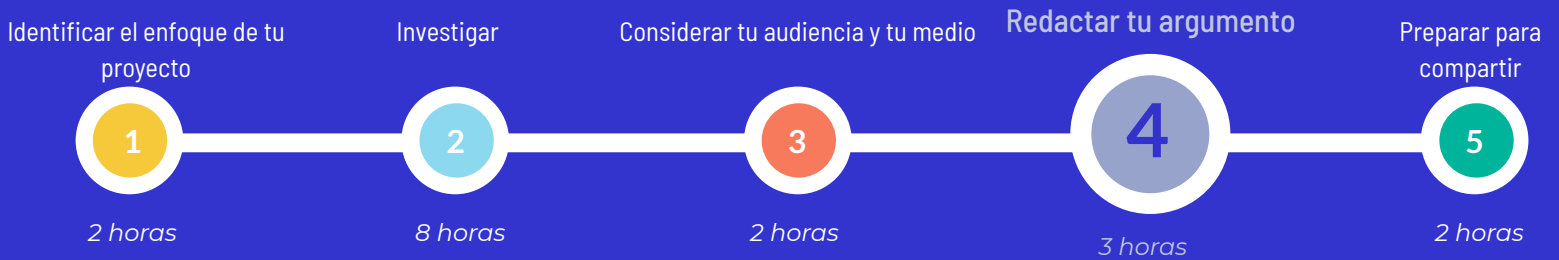 Identificar el enfoque de tu
proyecto
Investigar
Considerar tu audiencia y tu medio
Redactar tu argumento
Preparar para
compartir
1
2
3
4
5
2 horas
8 horas
2 horas
3 horas
2 horas